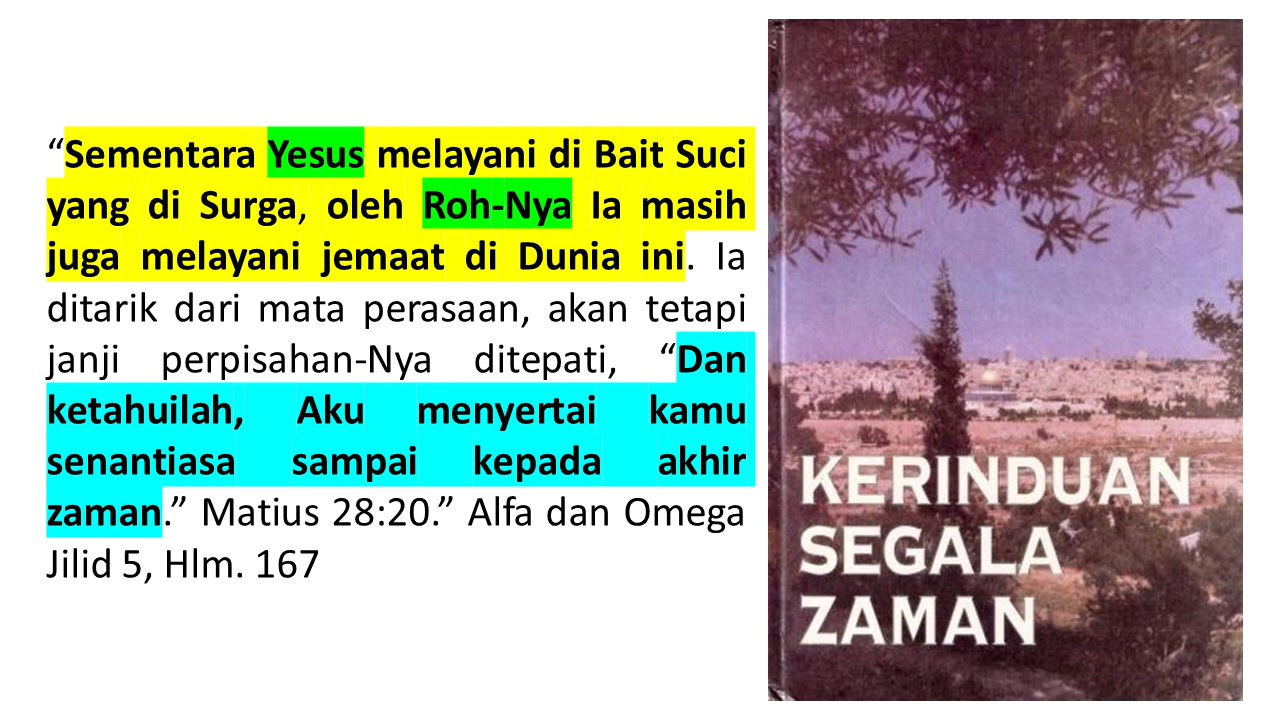 “Sementara Yesus melayani di Bait Suci
yang di Surga, oleh Roh-Nya Ia masih
juga melayani jemaat di Dunia ini. Ia
ditarik dari mata perasaan, akan tetapi
janji perpisahan-Nya ditepati, “Dan
ketahuilah, Aku menyertai kamu
senantiasa sampai kepada akhir
zaman.” Matius 28:20.” Alfa dan Omega
Jilid 5, Hlm. 167
KERINDUAN
SEGALA
ZAMAN